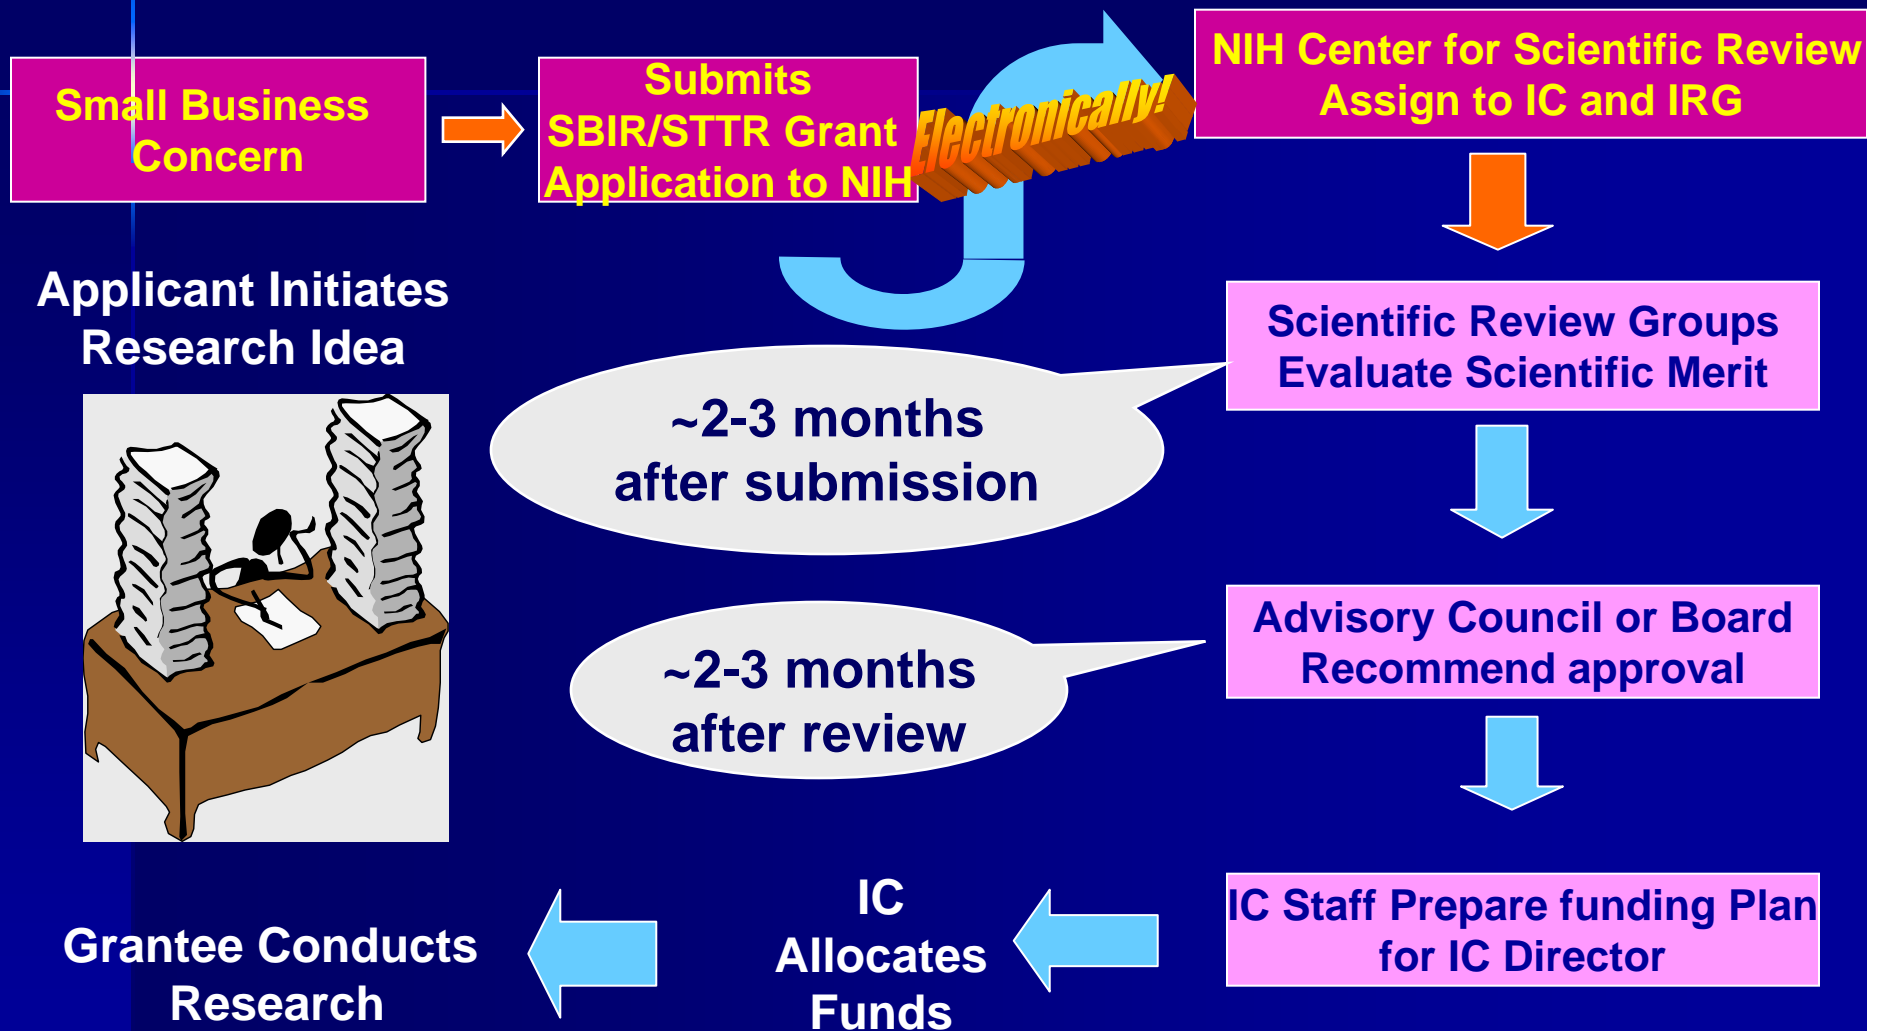 Small Business
Concern
Submits
SBIR/STTR Grant
Application to NIH
Electronically!
NIH Center for Scientific Review
Assign to IC and IRG
Applicant Initiates
Research Idea
Scientific Review Groups
Evaluate Scientific Merit
~2-3 months
after submission
Advisory Council or Board
Recommend approval
~2-3 months
after review
IC Staff Prepare funding Plan
for IC Director
IC
Allocates
Funds
Grantee Conducts
Research